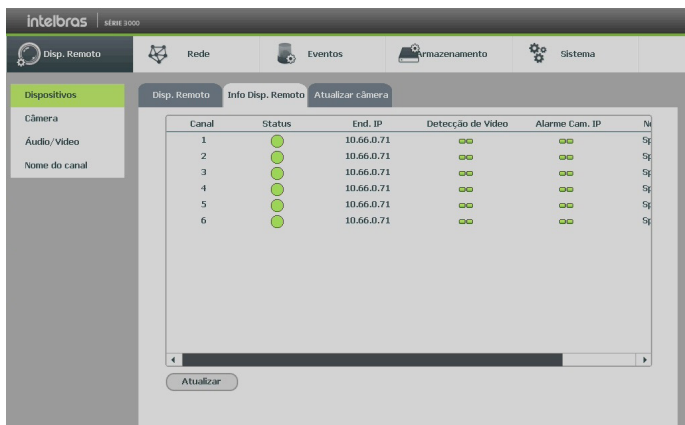 intelbras | SÉRIE 3000
Disp. Remoto Rede Eventos Armazenamento Sistema
Dispositivos
Câmera
Áudio/Vídeo
Nome do canal
Disp. Remoto Info Disp. Remoto Atualizar câmera
Canal Status End. IP Detecção de Vídeo Alarme Cam. IP
1 10.66.0.71
2 10.66.0.71
3 10.66.0.71
4 10.66.0.71
5 10.66.0.71
6 10.66.0.71
Atualizar